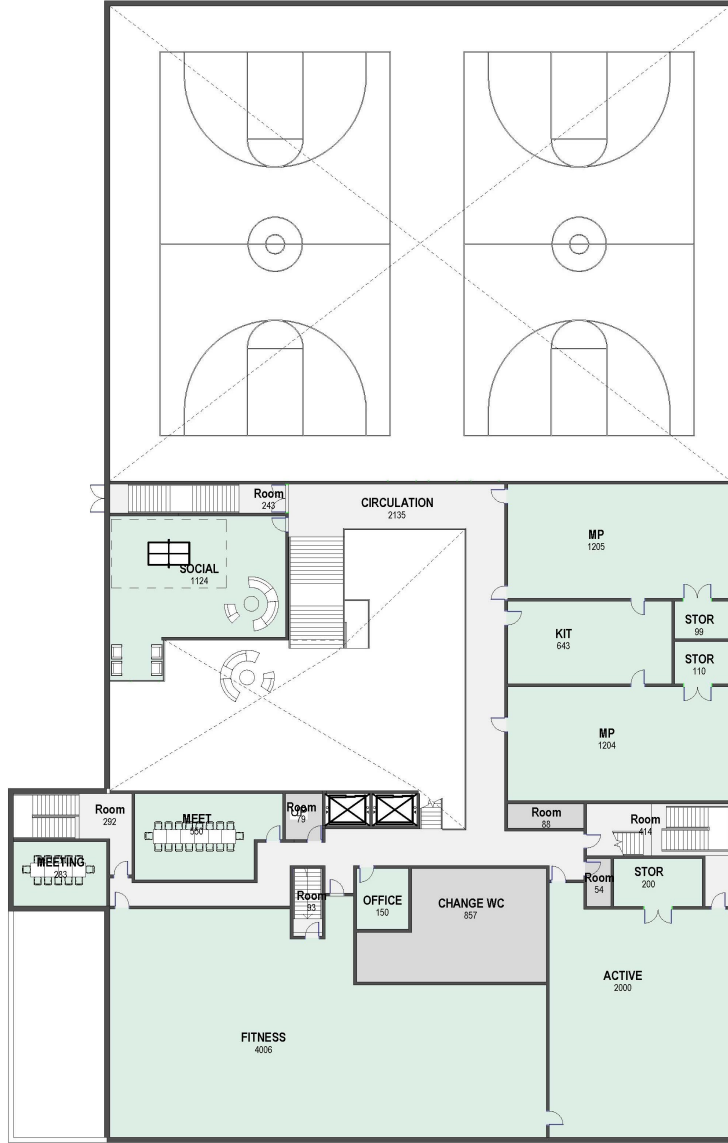 Room
243
CIRCULATION
2135
MP
1205
SOCIAL
1124
STOR
99
KIT
643
STOR
110
MP
1204
Room
292
MEET
550
Room
79
Room
88
Room
414
MEETING
283
Room
93
OFFICE
150
CHANGE WC
857
Room
54
STOR
200
ACTIVE
2000
FITNESS
4006